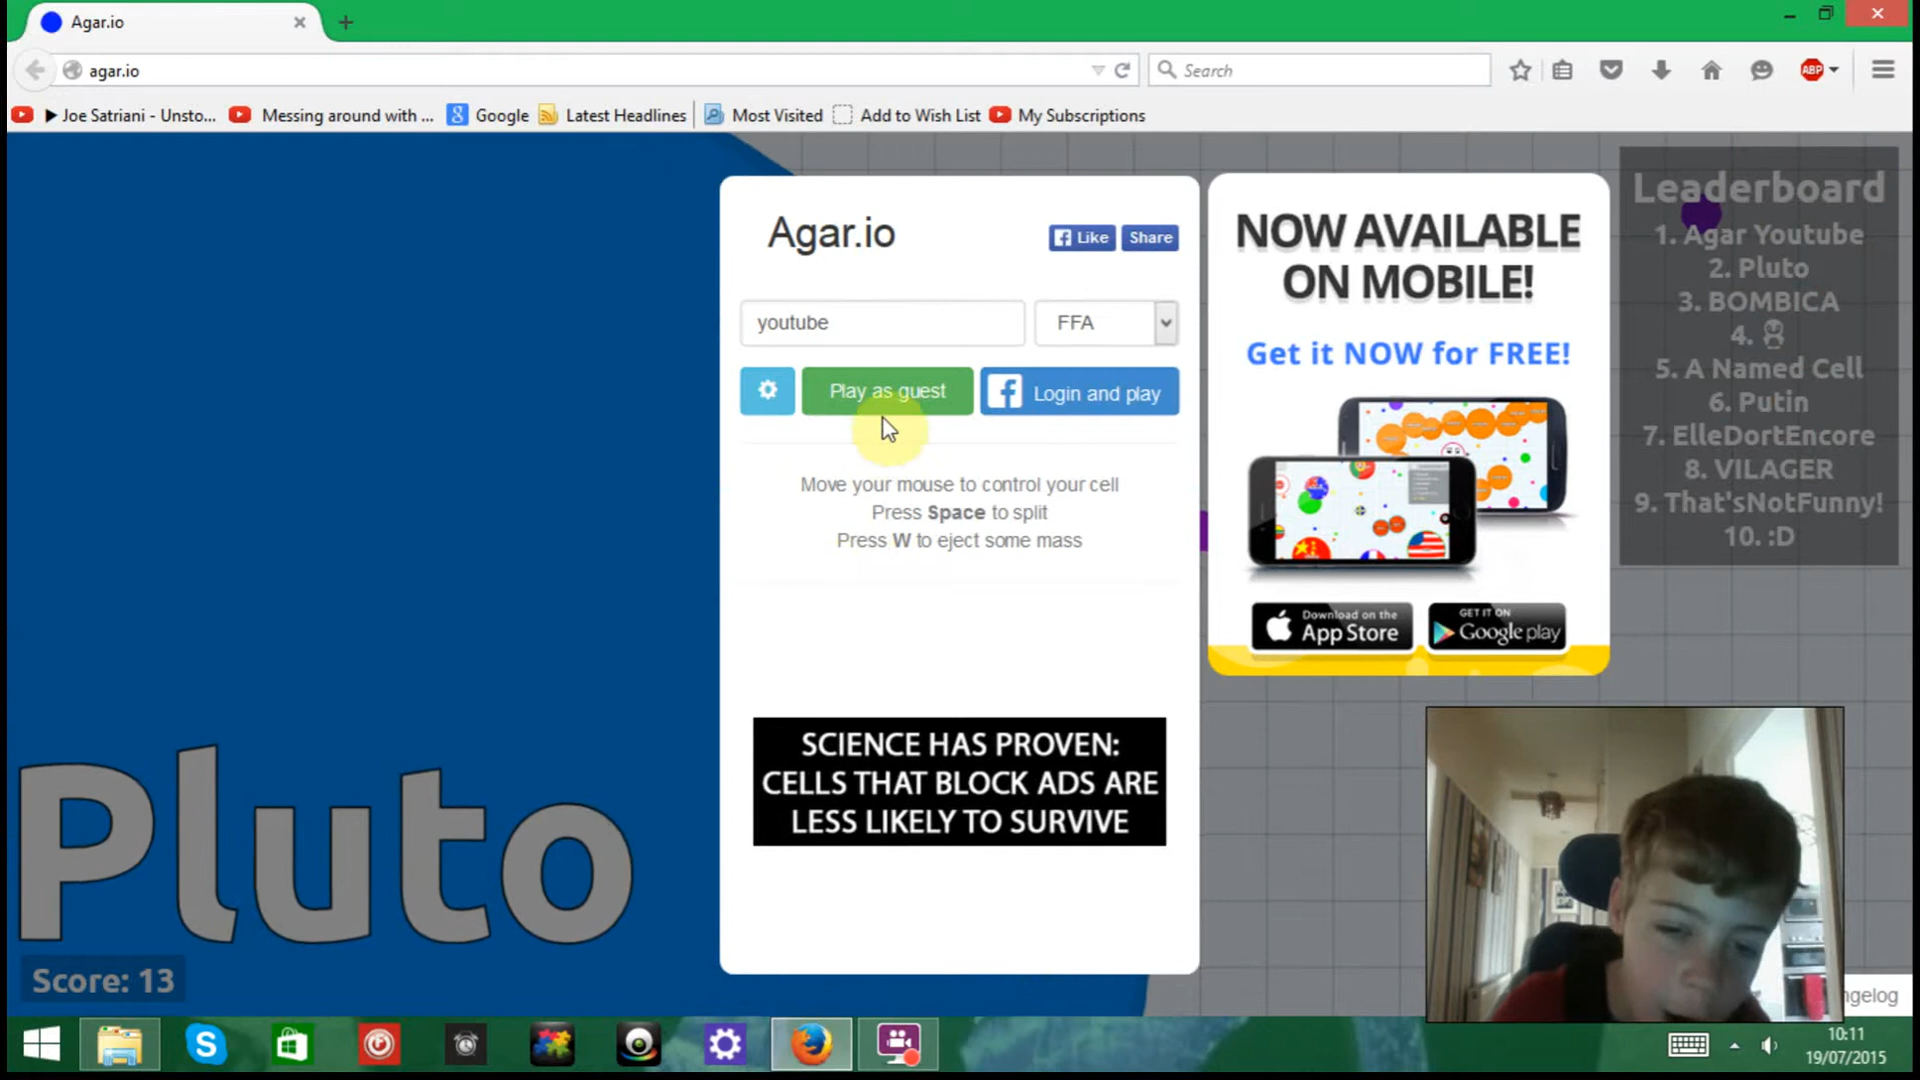 Agar.io
agar.io
Search
ABP
Joe Satriani - Unsto...
Messing around with ...
Google
Latest Headlines
Most Visited
Add to Wish List
My Subscriptions
Agar.io
Like
Share
youtube
FFA
Play as guest
Login and play
Move your mouse to control your cell
Press Space to split
Press W to eject some mass
SCIENCE HAS PROVEN:
CELLS THAT BLOCK ADS ARE
LESS LIKELY TO SURVIVE
NOW AVAILABLE
ON MOBILE!
Get it NOW for FREE!
Download on the
App Store
GET IT ON
Google play
Leaderboard
1. Agar Youtube
2. Pluto
3. BOMBICA
4.
5. A Named Cell
6. Putin
7. ElleDortEncore
8. VILAGER
9. That'sNotFunny!
10. :D
Pluto
Score: 13
ngelog
10:11
19/07/2015